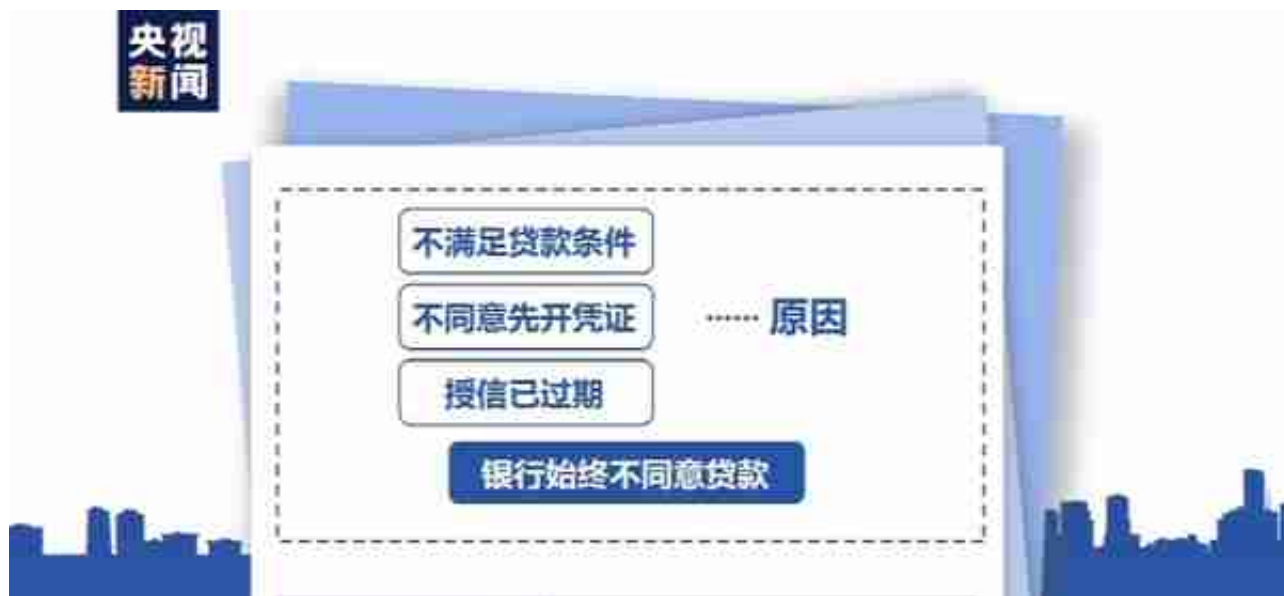 央视
新闻
不满足贷款条件
不同意先开凭证
…… 原因
授信已过期
银行始终不同意贷款